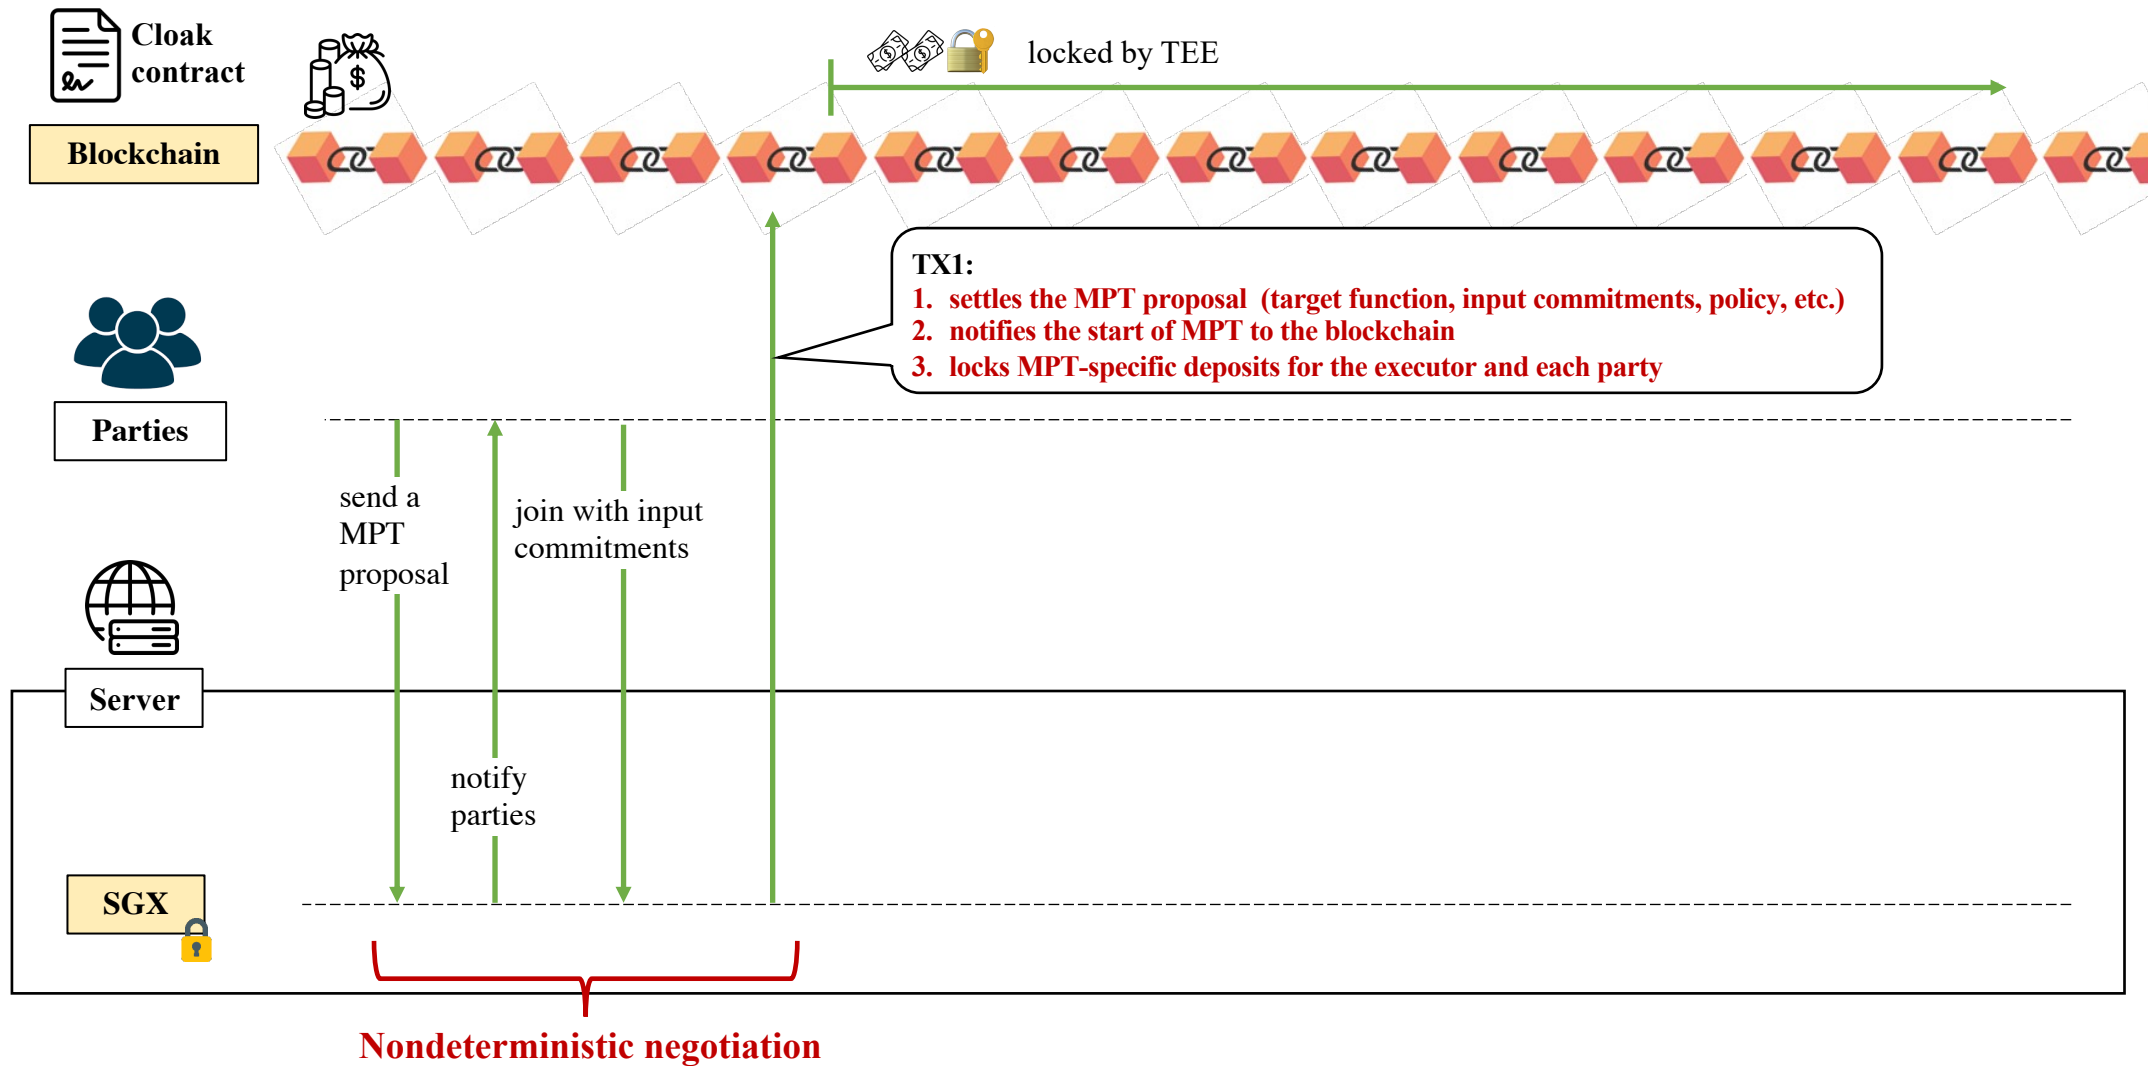 Cloak
contract
locked by TEE
Blockchain
TX1:
1. settles the MPT proposal (target function, input commitments, policy, etc.)
2. notifies the start of MPT to the blockchain
3. locks MPT-specific deposits for the executor and each party
Parties
send a
MPT
proposal
join with input
commitments
Server
notify
parties
SGX
Nondeterministic negotiation